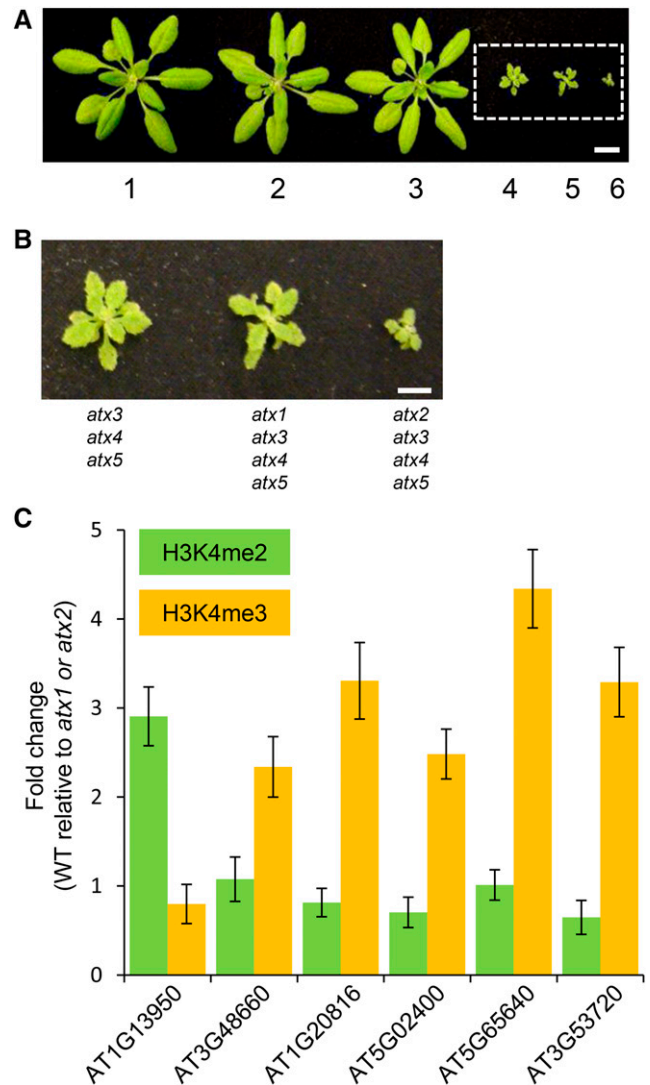 A
1 2 3 4 5 6
B
atx3 atx1 atx2
atx4 atx3 atx3
atx5 atx4 atx4
atx5 atx5
C
5
H3K4me2
H3K4me3
4
3
2
1
0
Fold change
(WT relative to atx1 or atx2)
AT1G13950
AT3G48660
AT1G20816
AT5G02400
AT5G65640
AT3G53720